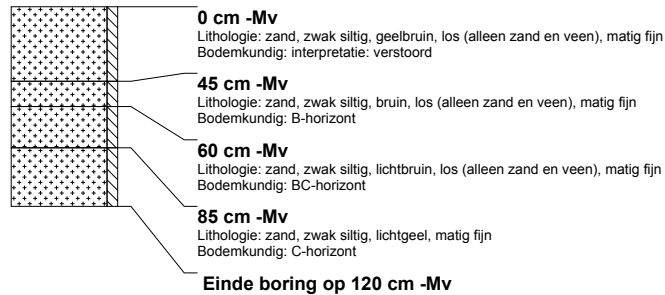 0 cm -Mv
Lithologie: zand, zwak siltig, geelbruin, los (alleen zand en veen), matig fijn
Bodemkundig: interpretatie: verstoord
45 cm -Mv
Lithologie: zand, zwak siltig, bruin, los (alleen zand en veen), matig fijn
Bodemkundig: B-horizont
60 cm -Mv
Lithologie: zand, zwak siltig, lichtbruin, los (alleen zand en veen), matig fijn
Bodemkundig: BC-horizont
85 cm -Mv
Lithologie: zand, zwak siltig, lichtgeel, matig fijn
Bodemkundig: C-horizont
Einde boring op 120 cm -Mv